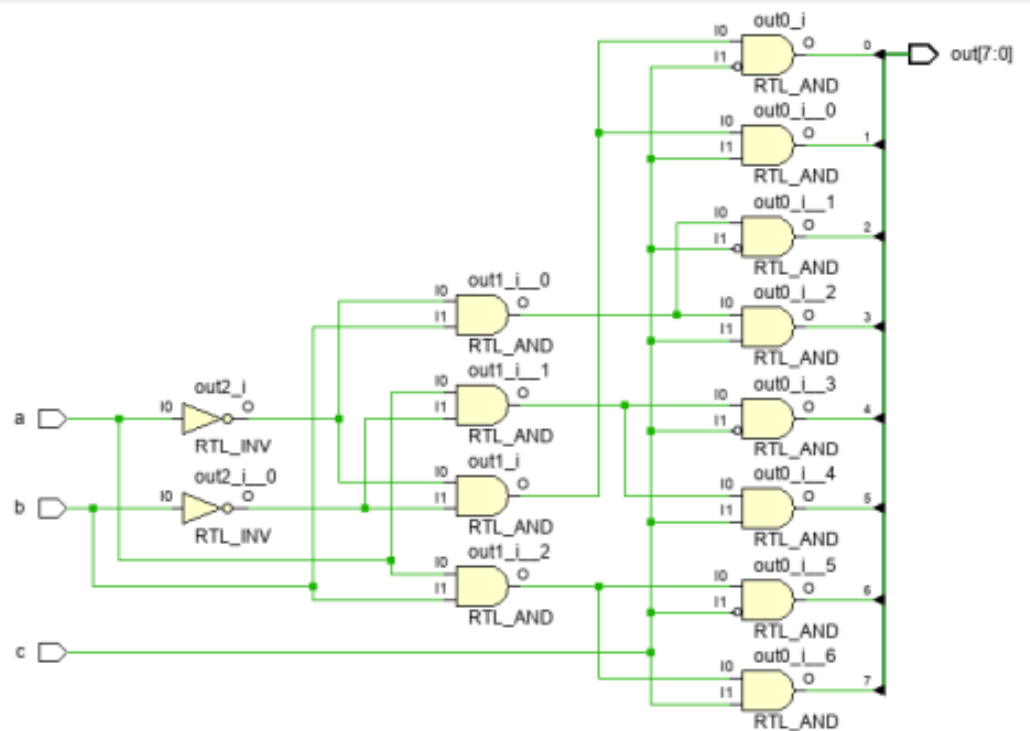 out0_i
I0
O
0
out[7:0]
I1
RTL_AND
out0_i__0
I0
O
1
I1
RTL_AND
out0_i__1
I0
O
2
I1
RTL_AND
out1_i__0
I0
O
I1
RTL_AND
out0_i__2
I0
O
3
I1
RTL_AND
out1_i__1
I0
O
I1
RTL_AND
out0_i__3
I0
O
4
I1
RTL_AND
out2_i
a
I0
O
RTL_INV
out1_i
I0
O
I1
RTL_AND
out0_i__4
I0
O
5
I1
RTL_AND
out2_i__0
b
I0
O
RTL_INV
out1_i__2
I0
O
I1
RTL_AND
out0_i__5
I0
O
6
I1
RTL_AND
c
out0_i__6
I0
O
7
I1
RTL_AND